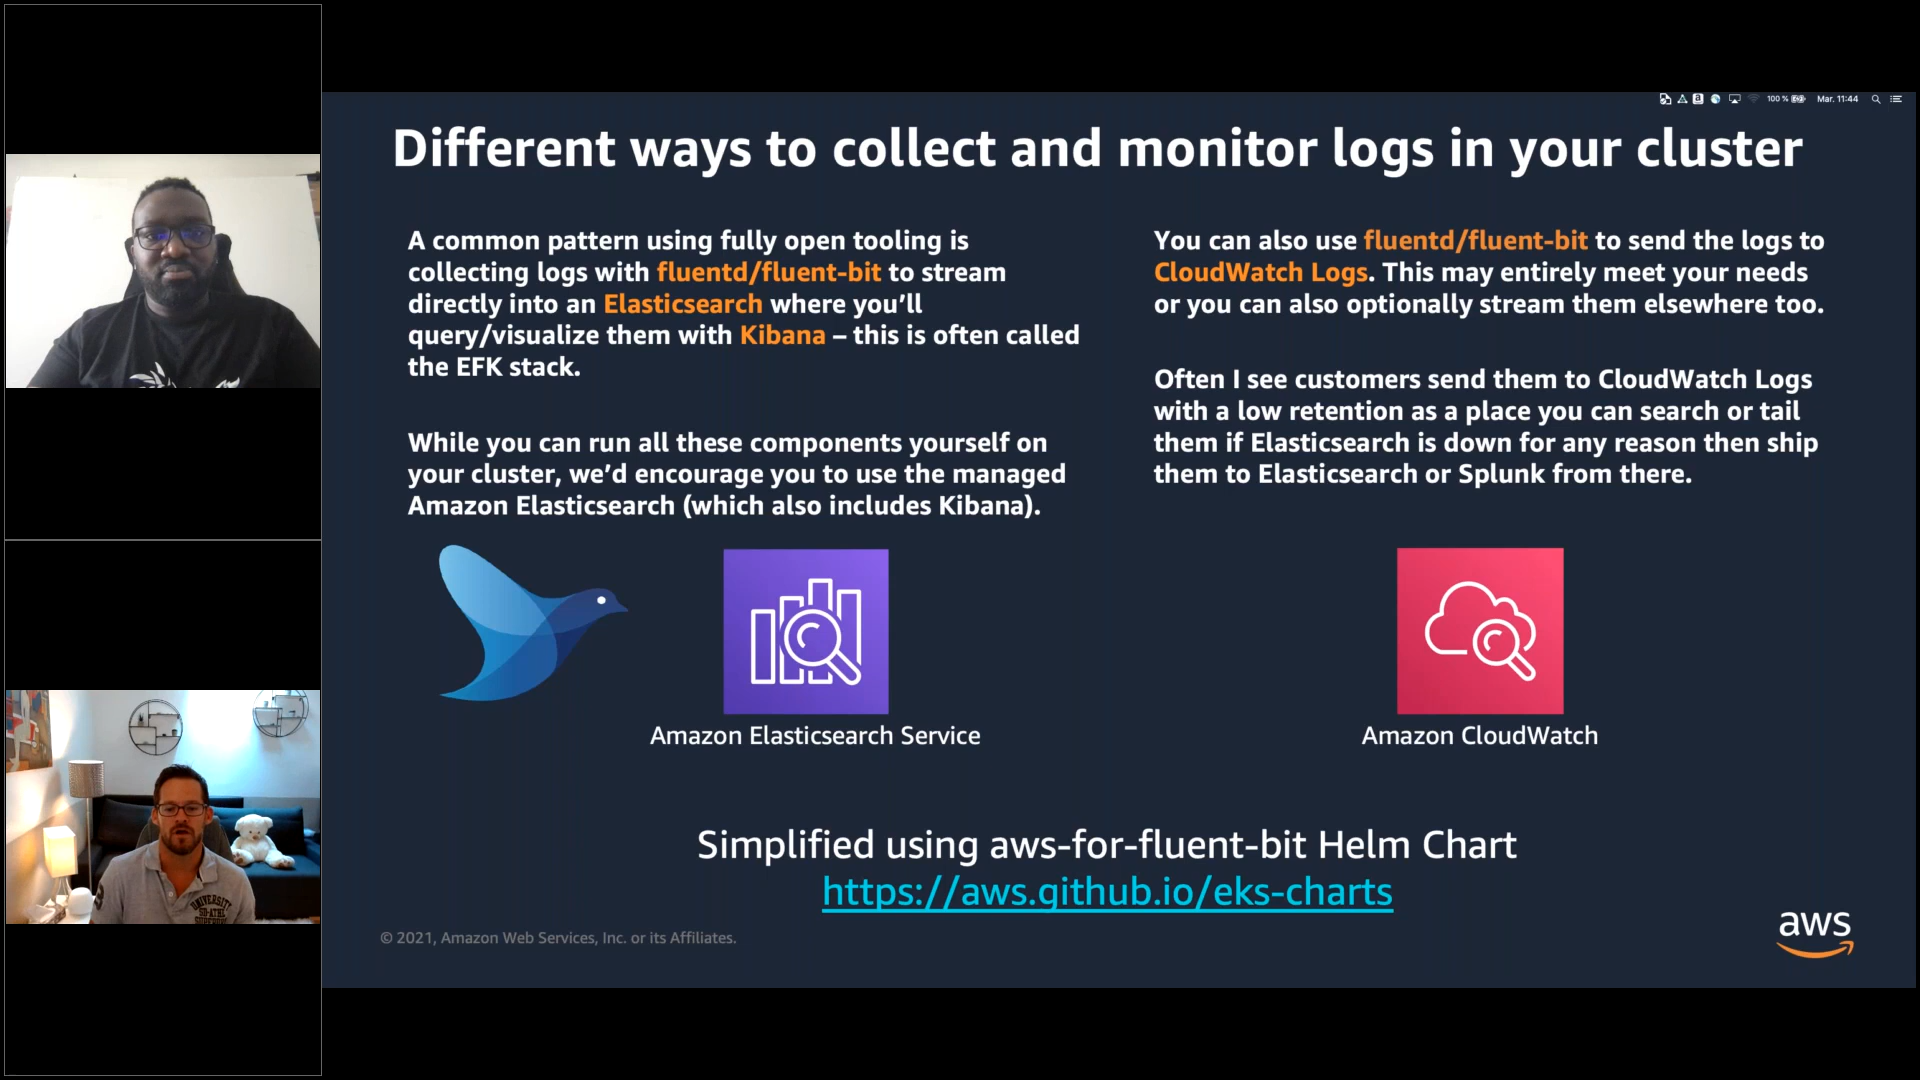 100 % Mar. 11:44
Different ways to collect and monitor logs in your cluster
A common pattern using fully open tooling is
collecting logs with fluentd/fluent-bit to stream
directly into an Elasticsearch where you’ll
query/visualize them with Kibana – this is often called
the EFK stack.
While you can run all these components yourself on
your cluster, we’d encourage you to use the managed
Amazon Elasticsearch (which also includes Kibana).
You can also use fluentd/fluent-bit to send the logs to
CloudWatch Logs. This may entirely meet your needs
or you can also optionally stream them elsewhere too.
Often I see customers send them to CloudWatch Logs
with a low retention as a place you can search or tail
them if Elasticsearch is down for any reason then ship
them to Elasticsearch or Splunk from there.
Amazon Elasticsearch Service
Amazon CloudWatch
Simplified using aws-for-fluent-bit Helm Chart
https://aws.github.io/eks-charts
© 2021, Amazon Web Services, Inc. or its Affiliates.
aws
UNIVERSITY